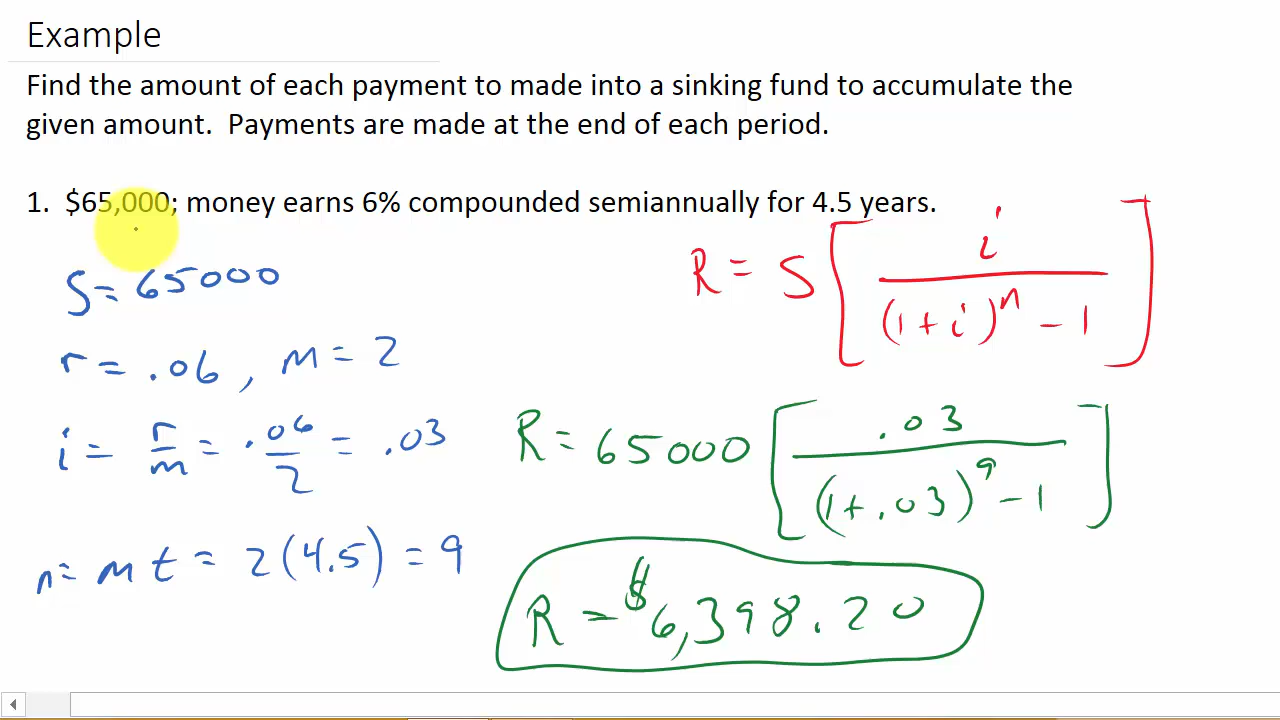 Example
Find the amount of each payment to made into a sinking fund to accumulate the
given amount.  Payments are made at the end of each period.
1. $65,000; money earns 6% compounded semiannually for 4.5 years.
S = 65000
r = .06 , m = 2
i = r/m = .06/2 = .03
n = mt = 2(4.5) = 9
R = S [ i / ((1+i)^n - 1) ]
R = 65000 [ .03 / ((1+.03)^9 - 1) ]
R = $6,398.20